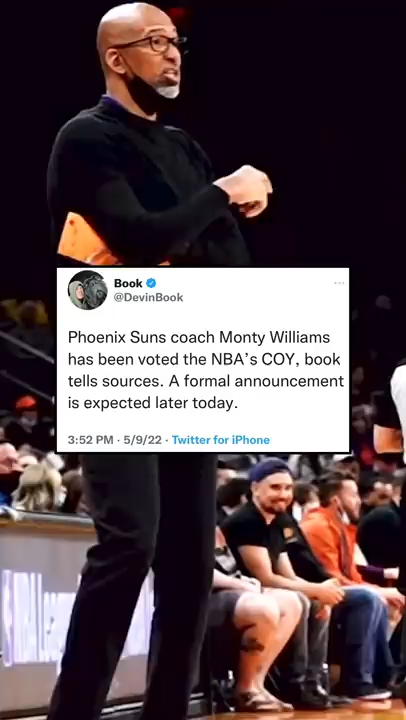 Book
@DevinBook
Phoenix Suns coach Monty Williams
has been voted the NBA's COY, book
tells sources. A formal announcement
is expected later today.
3:52 PM · 5/9/22 · Twitter for iPhone
NBA